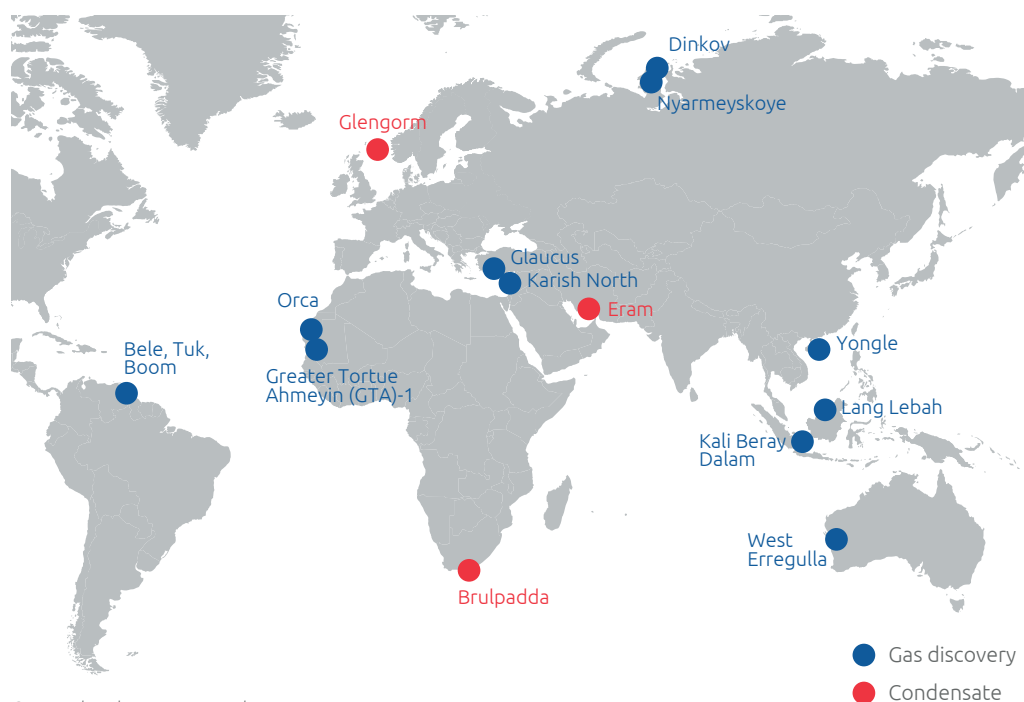 Dinkov
Nyarmeyskoye
Glengorm
Glaucus
Karish North
Eram
Orca
Greater Tortue
Ahmeyin (GTA)-1
Bele, Tuk,
Boom
Yongle
Lang Lebah
Kali Beray
Dalam
West
Erregulla
Brulpadda
Gas discovery
Condensate